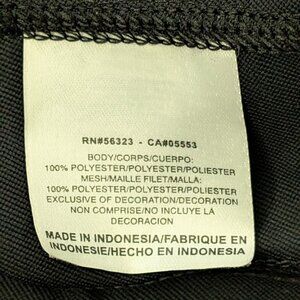 RN#56323 - CA#05553
BODY/CORPS/CUERPO:
100% POLYESTER/POLYESTER/POLIESTER
MESH/MAILLE FILET/MALLA:
100% POLYESTER/POLYESTER/POLIESTER
EXCLUSIVE OF DECORATION/DECORATION
NON COMPRISE/NO INCLUYE LA
DECORACION
MADE IN INDONESIA/FABRIQUE EN
INDONESIE/HECHO EN INDONESIA